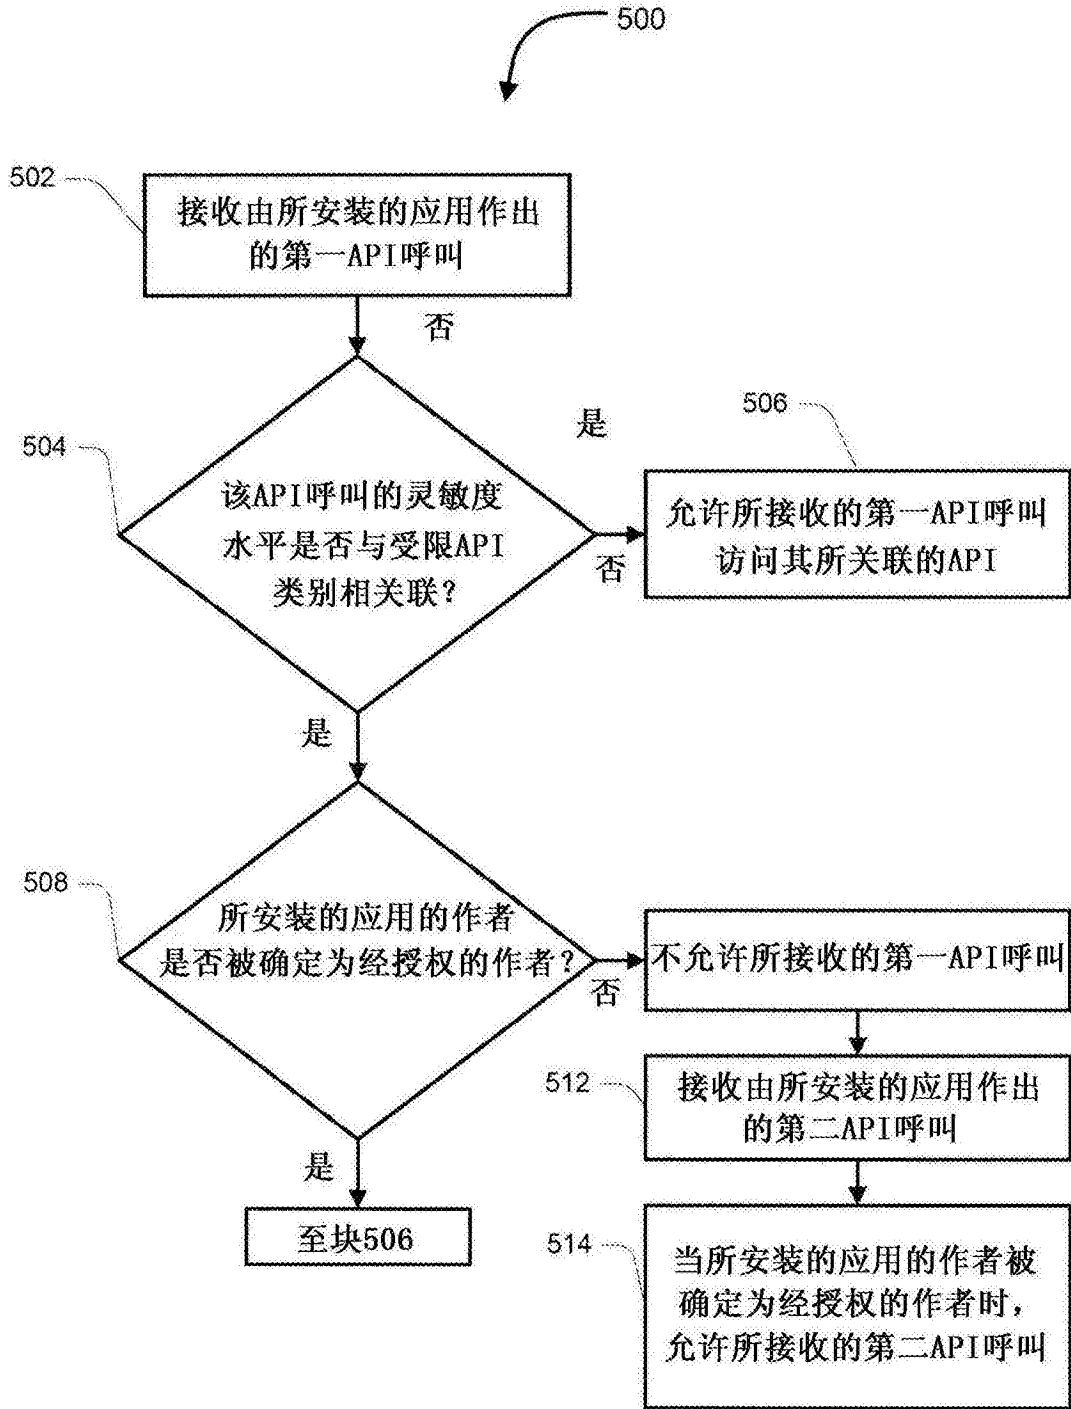 500
502
接收由所安装的应用作出
的第一API呼叫
否
是
506
504
该API呼叫的灵敏度
水平是否与受限API
类别相关联？
允许所接收的第一API呼叫
访问其所关联的API
否
是
508
所安装的应用的作者
是否被确定为经授权的作者？
不允许所接收的第一API呼叫
否
512
接收由所安装的应用作出
的第二API呼叫
是
至块506
514
当所安装的应用的作者被
确定为经授权的作者时，
允许所接收的第二API呼叫